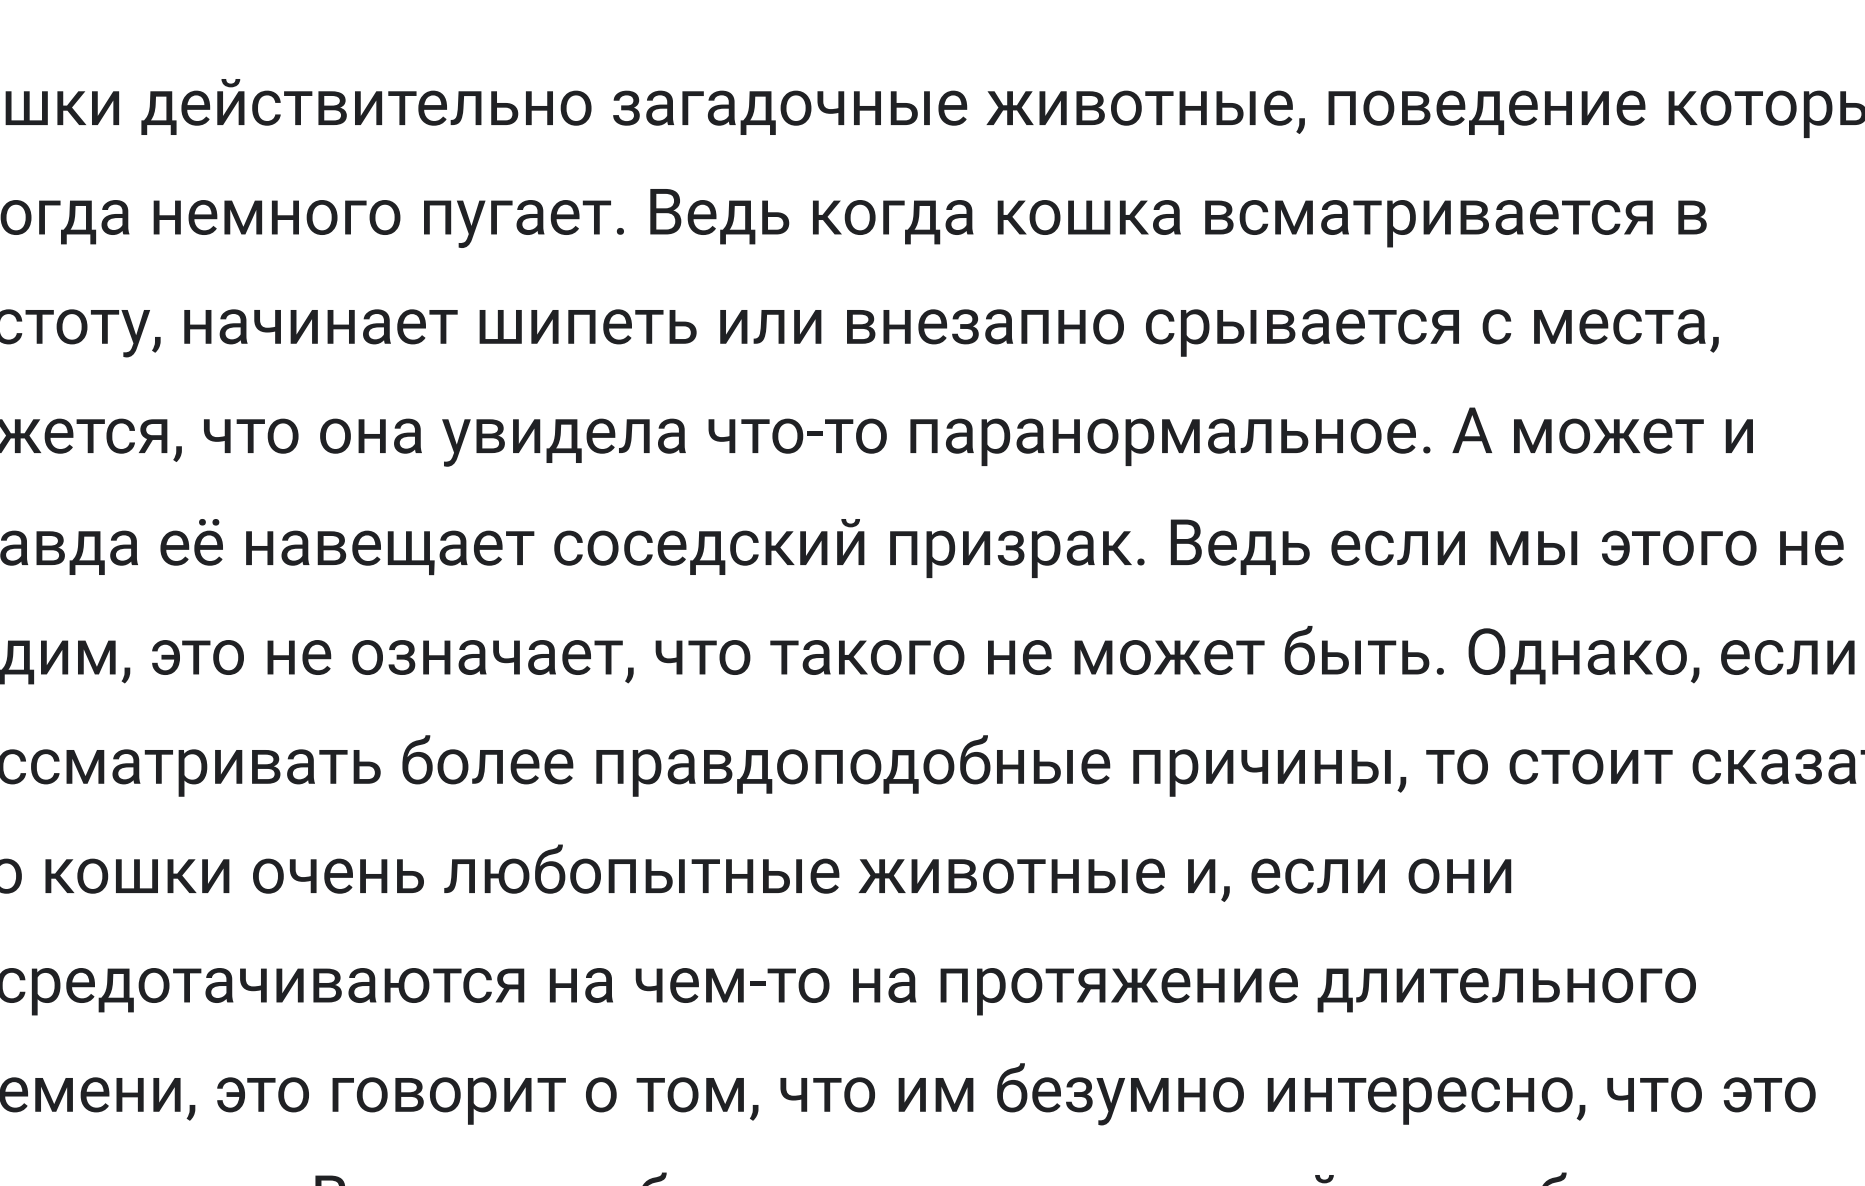 шки действительно загадочные животные, поведение которы
огда немного пугает. Ведь когда кошка всматривается в
стоту, начинает шипеть или внезапно срывается с места,
жется, что она увидела что-то паранормальное. А может и
авда её навещает соседский призрак. Ведь если мы этого не
дим, это не означает, что такого не может быть. Однако, если
ссматривать более правдоподобные причины, то стоит сказат
о кошки очень любопытные животные и, если они
средотачиваются на чем-то на протяжение длительного
емени, это говорит о том, что им безумно интересно, что это